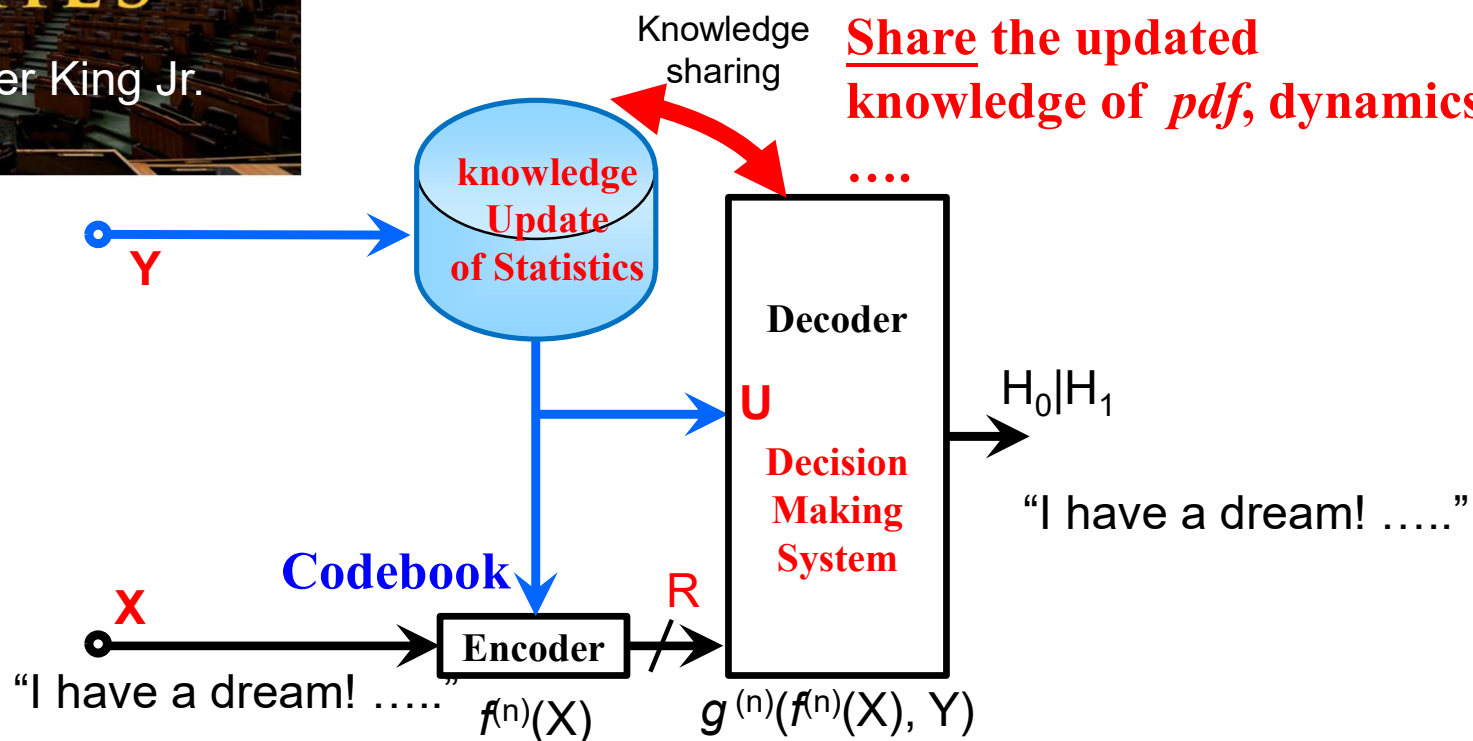 er King Jr.
Knowledge
sharing
Share the updated
knowledge of pdf, dynamics
….
knowledge
Update
of Statistics
Y
Decoder
U
H₀|H₁
Decision
Making
System
“I have a dream! …..”
Codebook
R
X
Encoder
“I have a dream! …..”
f⁽ⁿ⁾(X)
g ⁽ⁿ⁾(f⁽ⁿ⁾(X), Y)